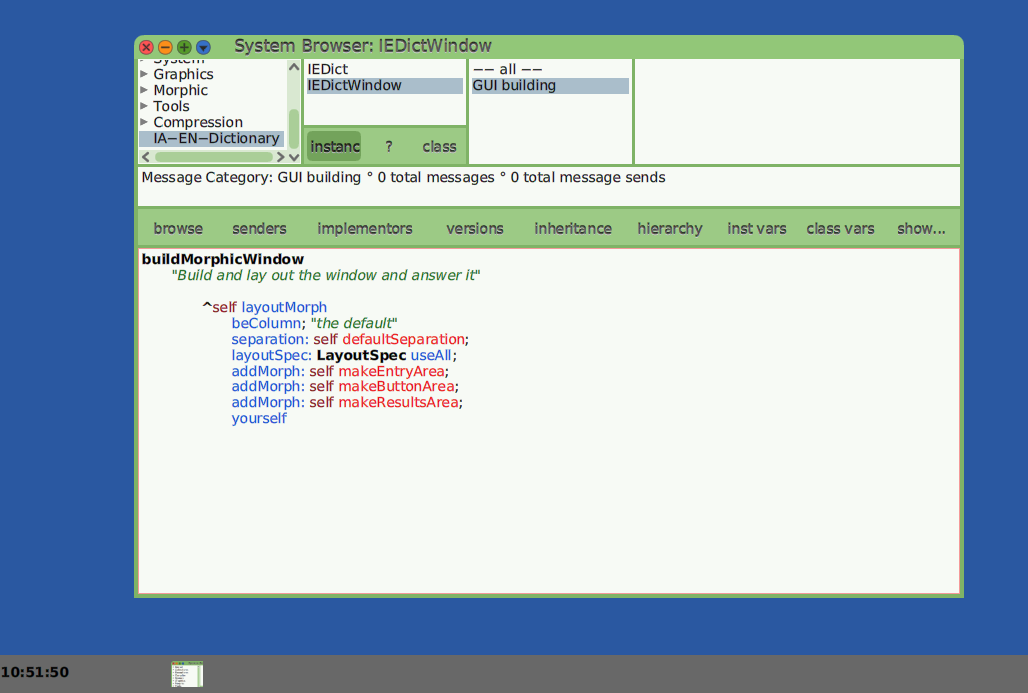 System Browser: IEDictWindow
System
Graphics
Morphic
Tools
Compression
IA−EN−Dictionary
IEDict
IEDictWindow
instanc ? class
−− all −−
GUI building
Message Category: GUI building ° 0 total messages ° 0 total message sends
browse senders implementors versions inheritance hierarchy inst vars class vars show...
buildMorphicWindow
"Build and lay out the window and answer it"
^self layoutMorph
beColumn; "the default"
separation: self defaultSeparation;
layoutSpec: LayoutSpec useAll;
addMorph: self makeEntryArea;
addMorph: self makeButtonArea;
addMorph: self makeResultsArea;
yourself
10:51:50